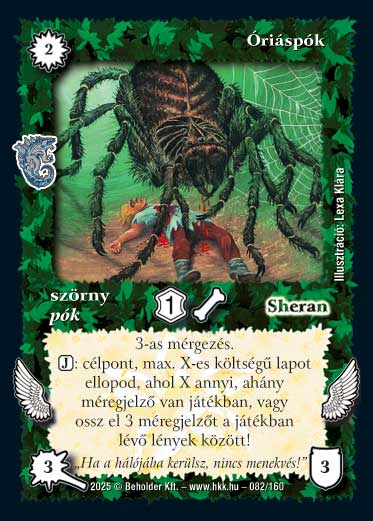 2
Óriáspók
Illusztráció: Lexa Klára
szörny
pók
1
Sheran
3-as mérgezés.
J: célpont, max. X-es költségű lapot
ellopod, ahol X annyi, ahány
méregjelző van játékban, vagy
ossz el 3 méregjelzőt a játékban
lévő lények között!
„Ha a hálójába kerülsz, nincs menekvés!”
3
3
2025 © Beholder Kft. – www.hkk.hu – 082/160